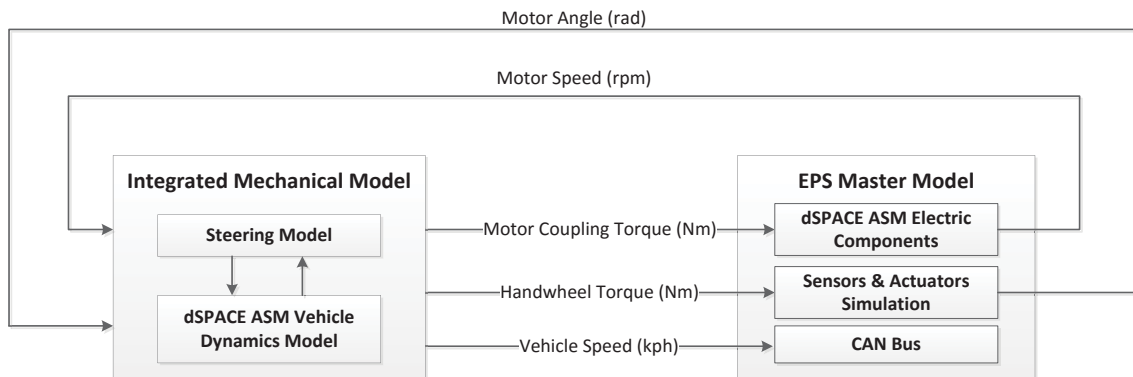 Motor Angle (rad)
Motor Speed (rpm)
Integrated Mechanical Model
Steering Model
dSPACE ASM Vehicle
Dynamics Model
Motor Coupling Torque (Nm)
Handwheel Torque (Nm)
Vehicle Speed (kph)
EPS Master Model
dSPACE ASM Electric
Components
Sensors & Actuators
Simulation
CAN Bus